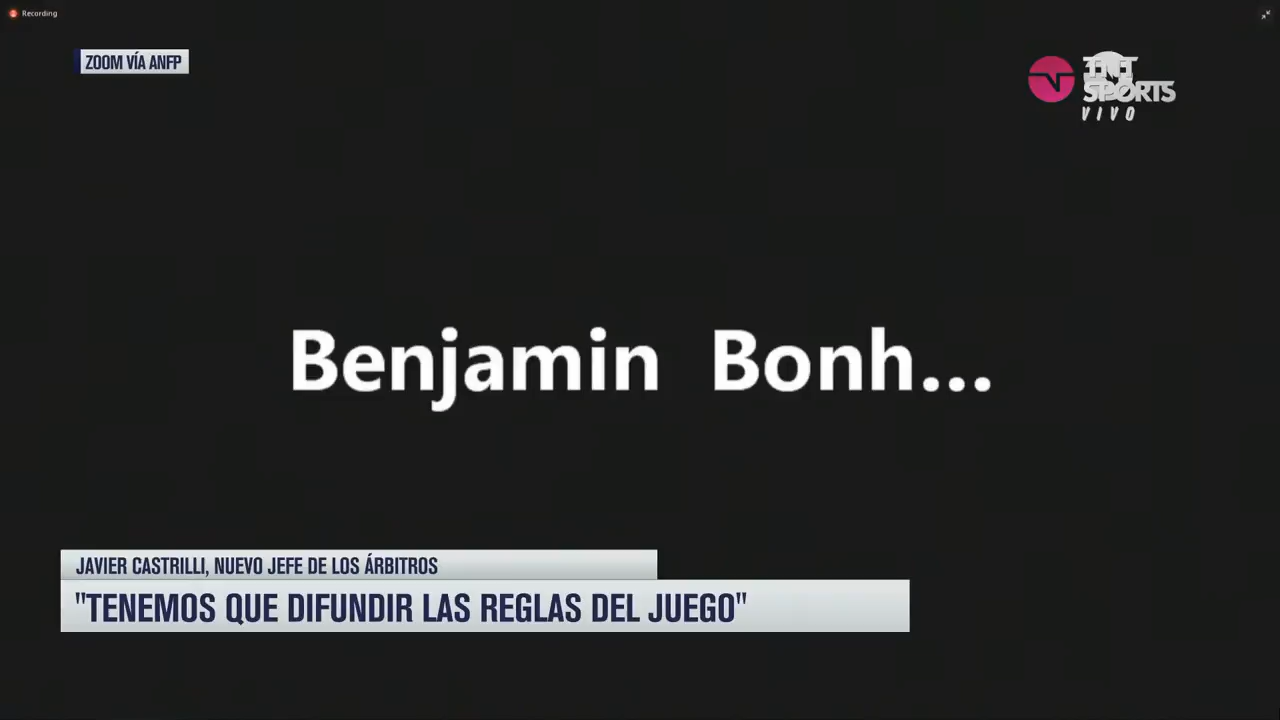 Recording
ZOOM VÍA ANFP
TNT
SPORTS
VIVO
Benjamin Bonh...
JAVIER CASTRILLI, NUEVO JEFE DE LOS ÁRBITROS
"TENEMOS QUE DIFUNDIR LAS REGLAS DEL JUEGO"